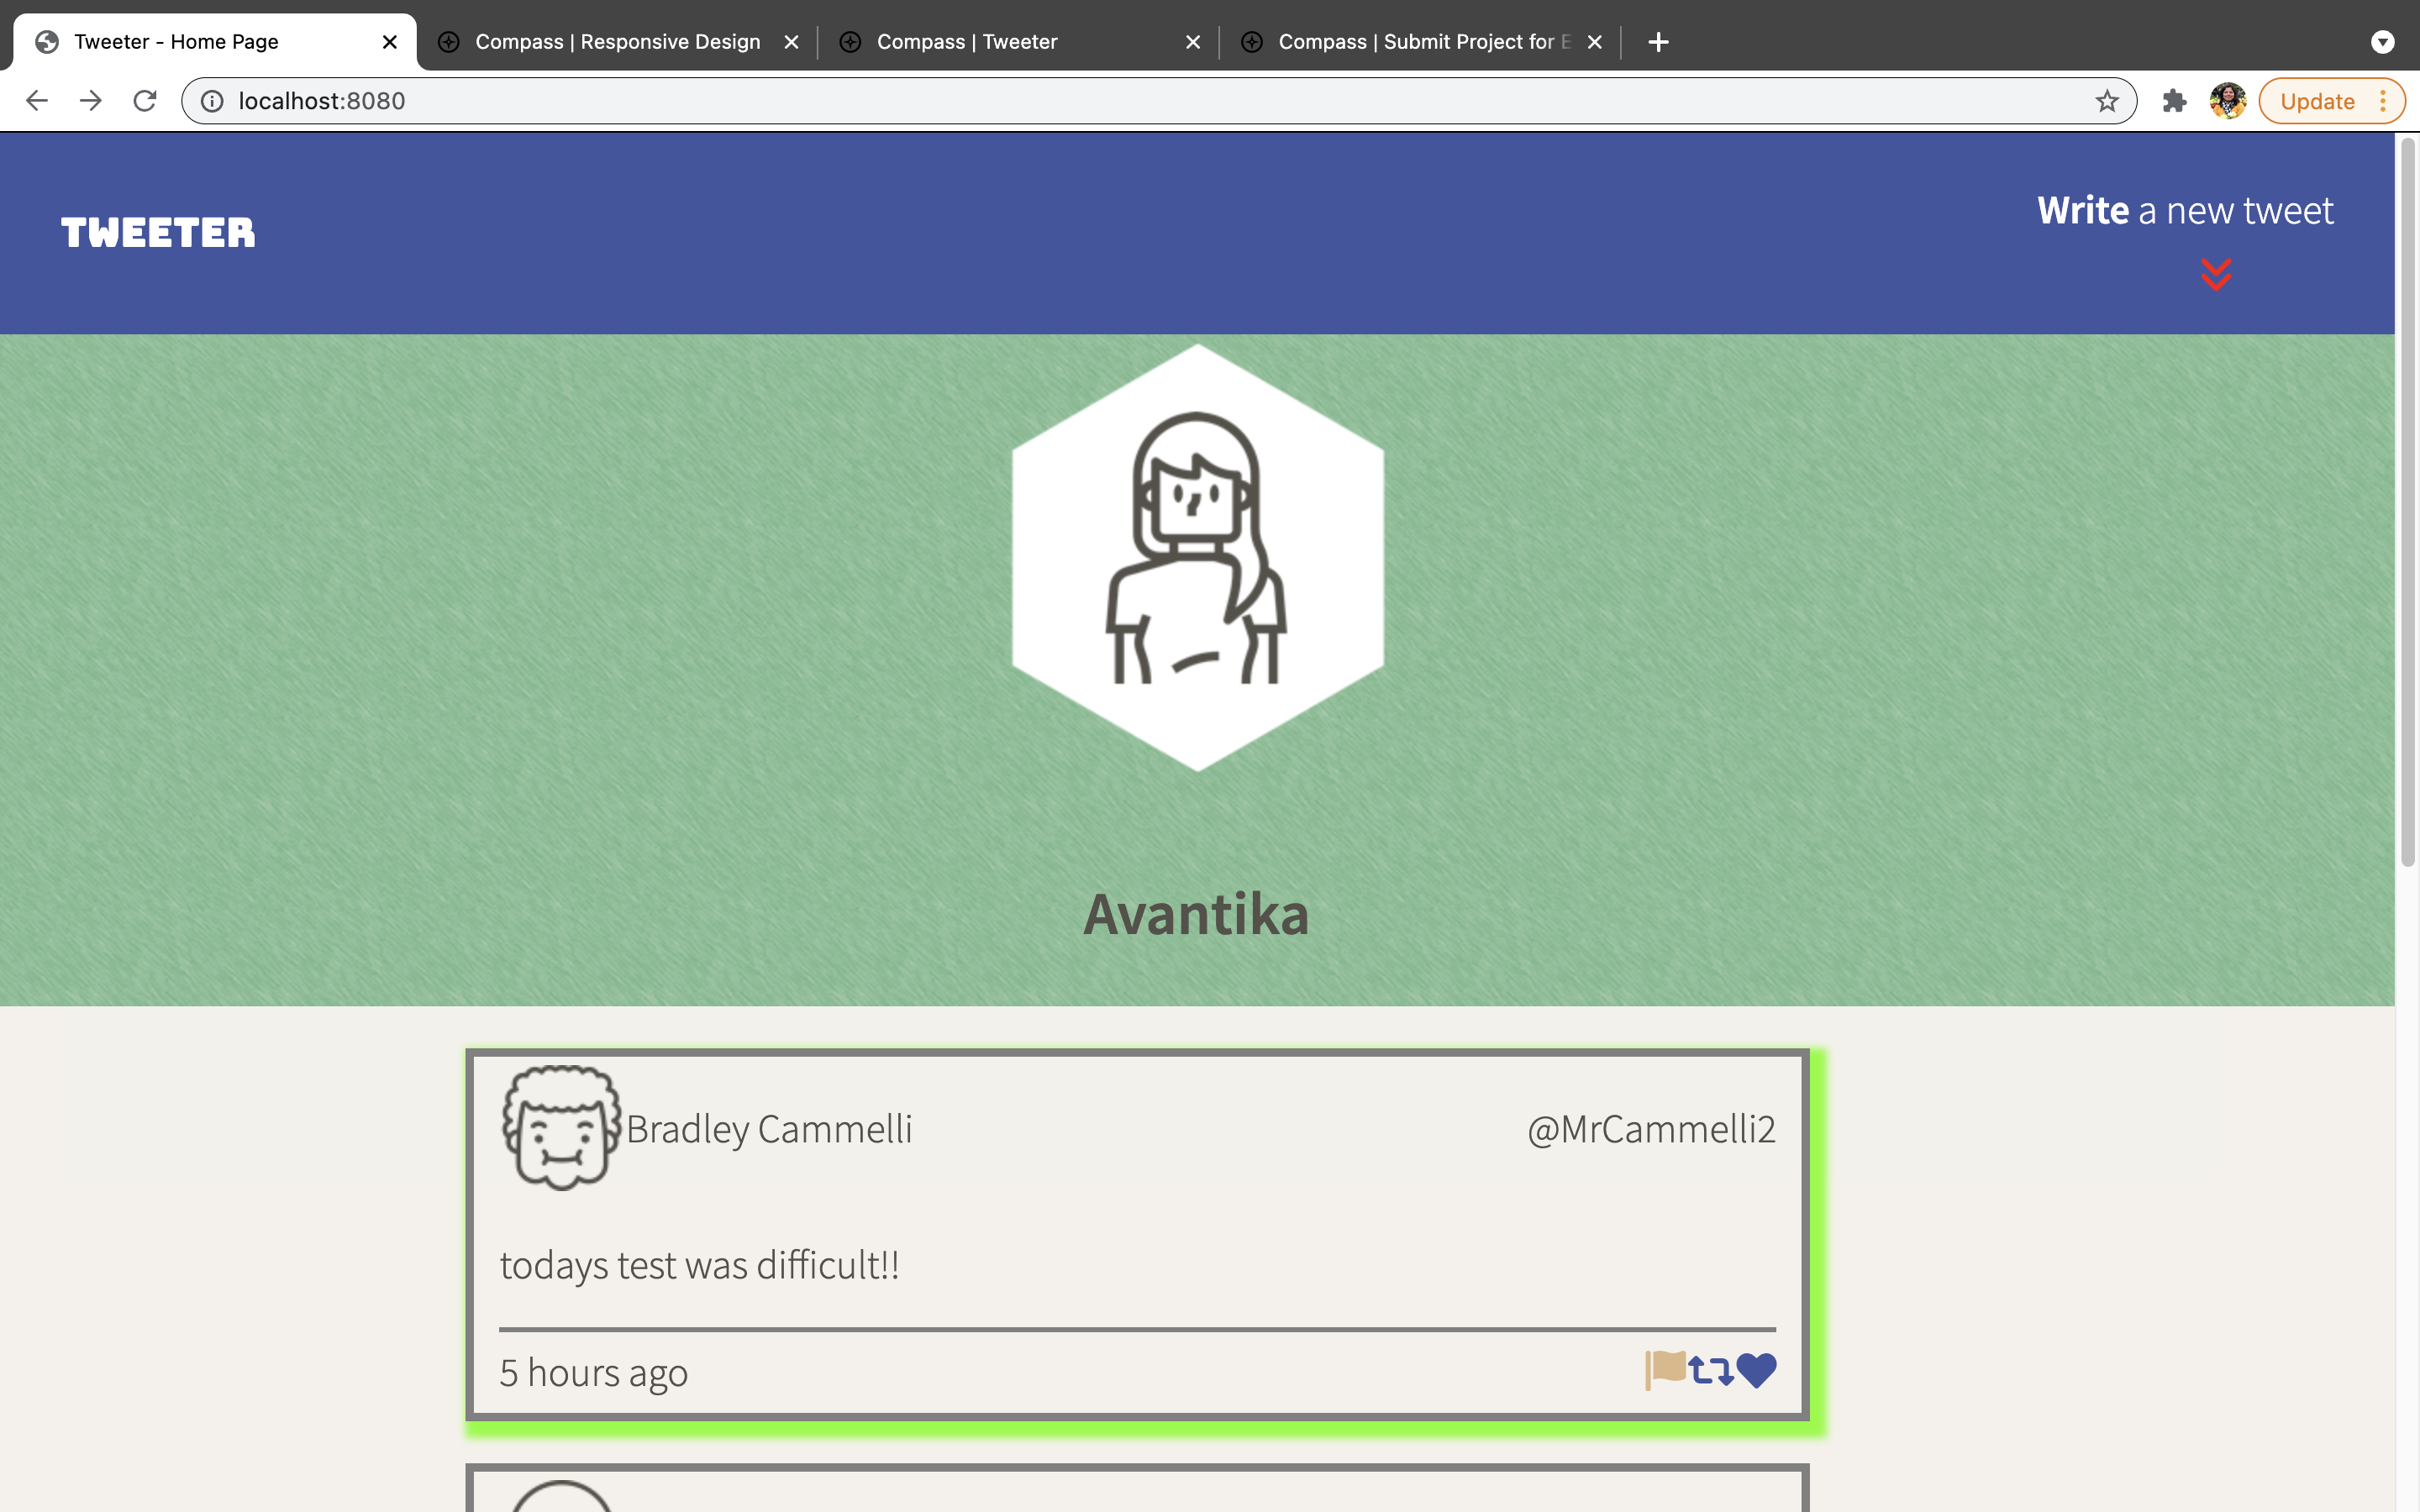 Tweeter - Home Page
Compass | Responsive Design
Compass | Tweeter
Compass | Submit Project for E
localhost:8080
Update
TWEETER
Write a new tweet
Avantika
Bradley Cammelli
@MrCammelli2
todays test was difficult!!
5 hours ago